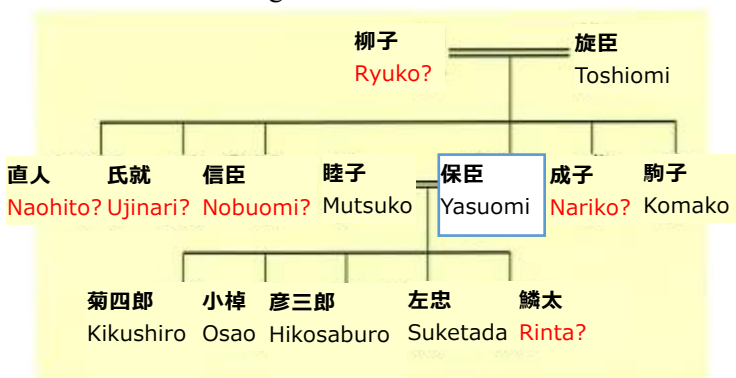 柳子 旋臣
Ryuko? Toshiomi
直人 氏就 信臣 睦子 保臣 成子 駒子
Naohito? Ujinari? Nobuomi? Mutsuko Yasuomi Nariko? Komako
菊四郎 小棹 彦三郎 左忠 鱗太
Kikushiro Osao Hikosaburo Suketada Rinta?